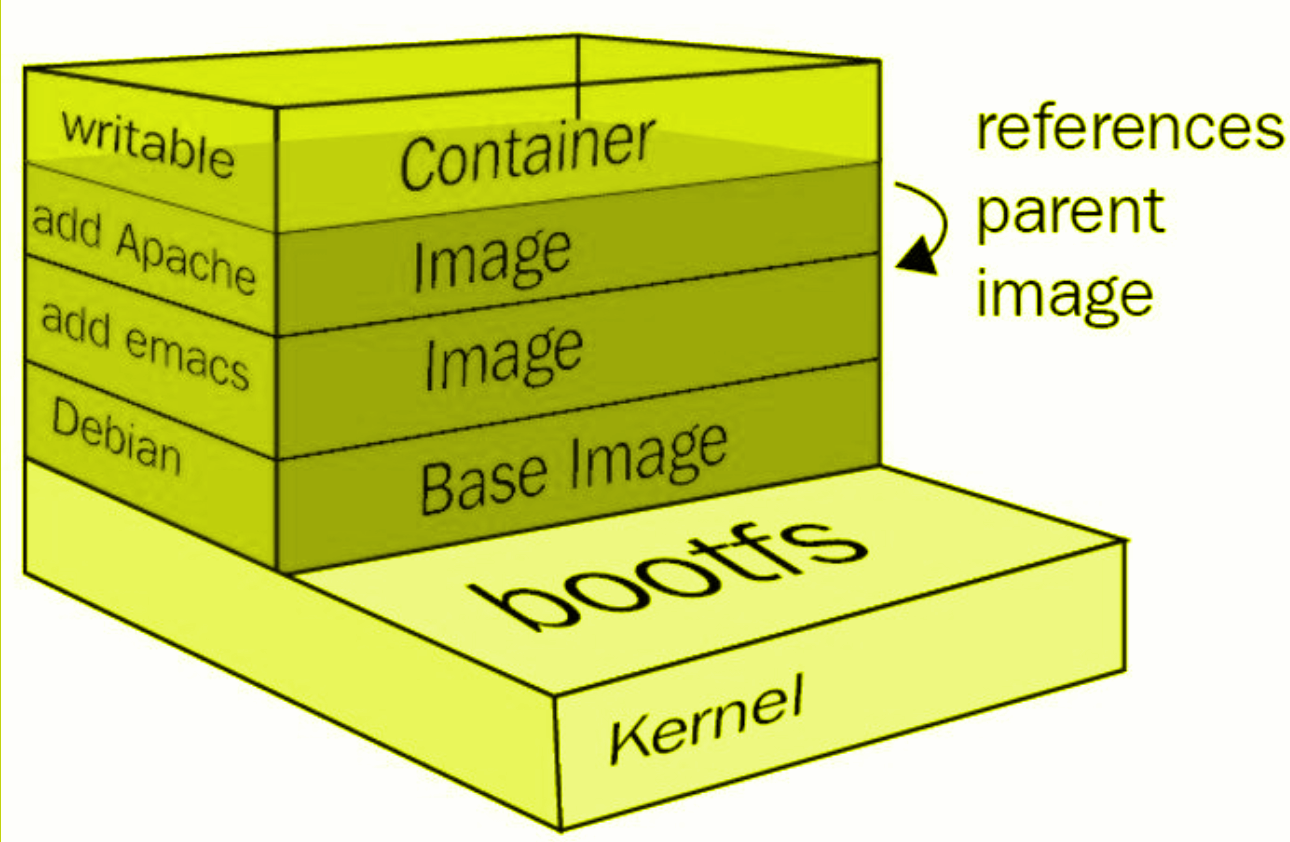 writable
Container
references
add Apache
Image
parent
add emacs
Image
image
Debian
Base Image
bootfs
Kernel